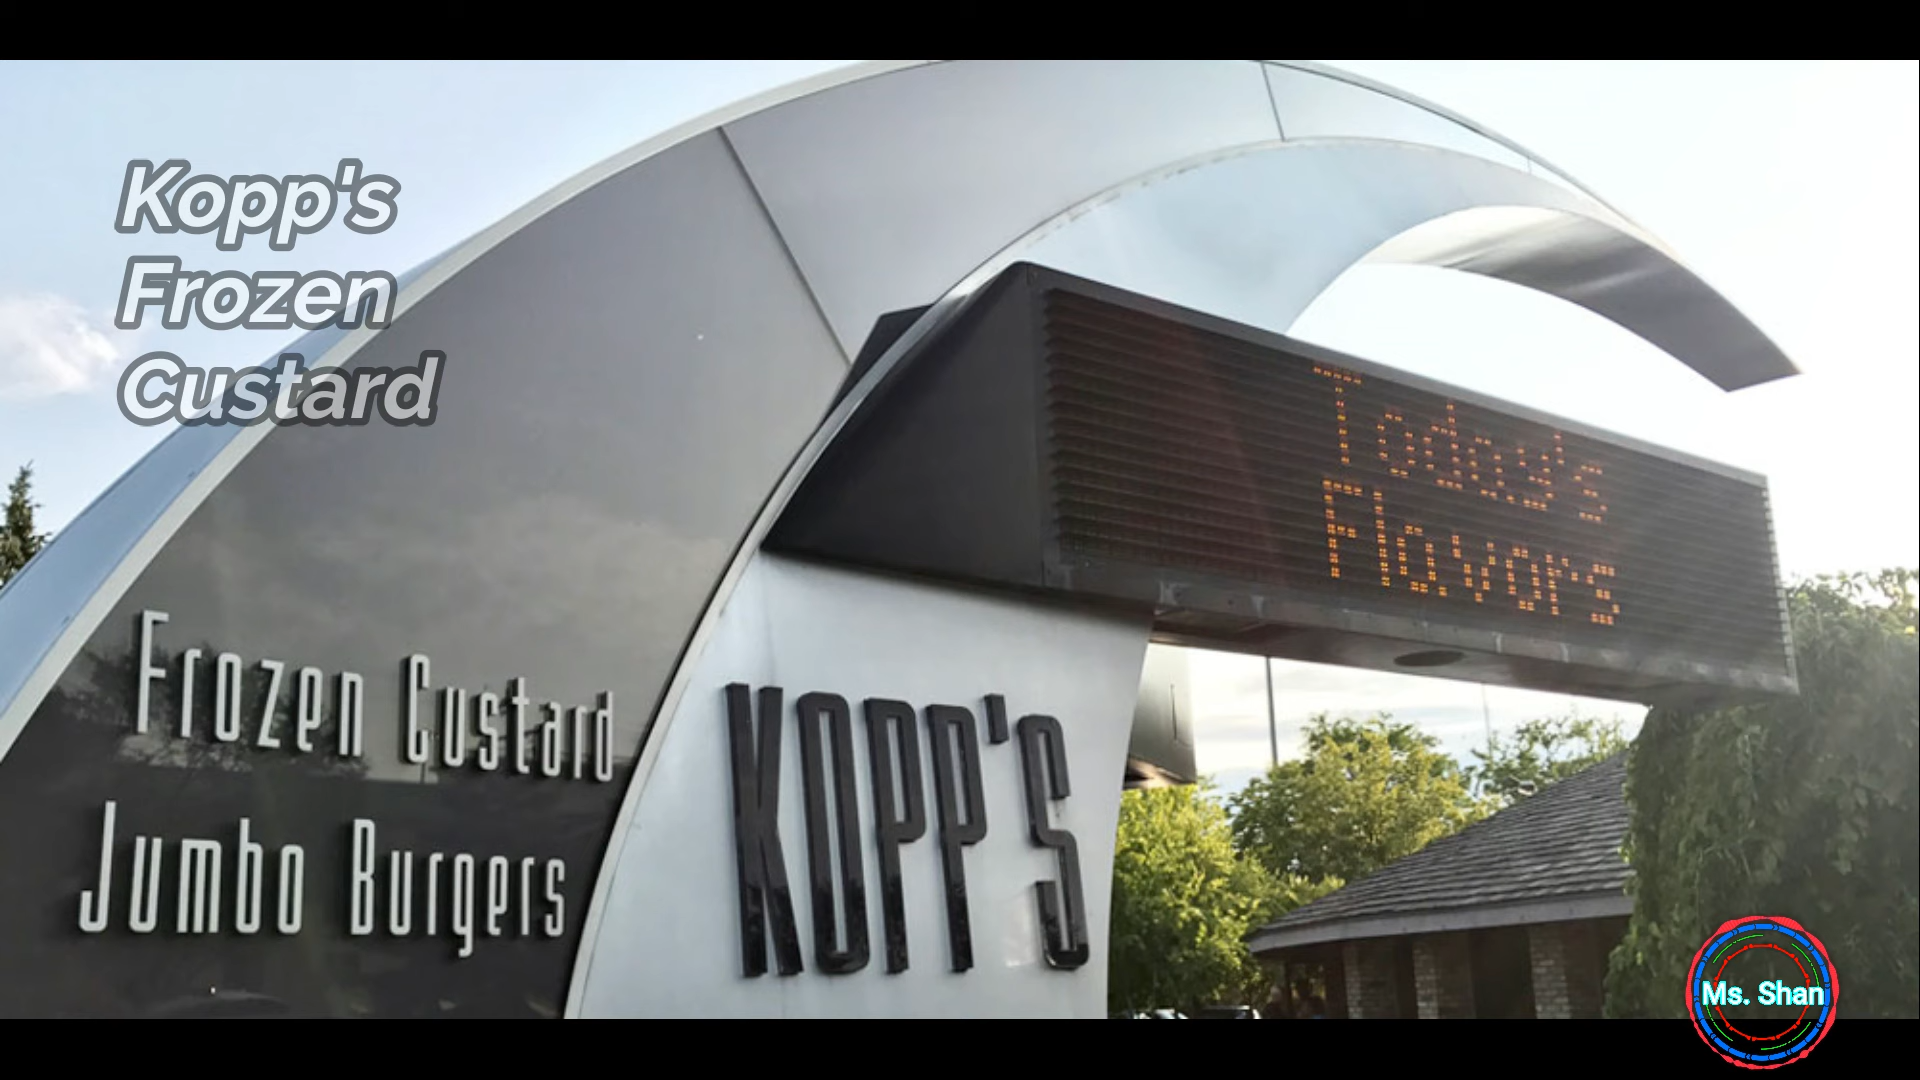 Kopp's
Frozen
Custard
Today's
Flavors
Frozen Custard
Jumbo Burgers
KOPP'S
Ms. Shan